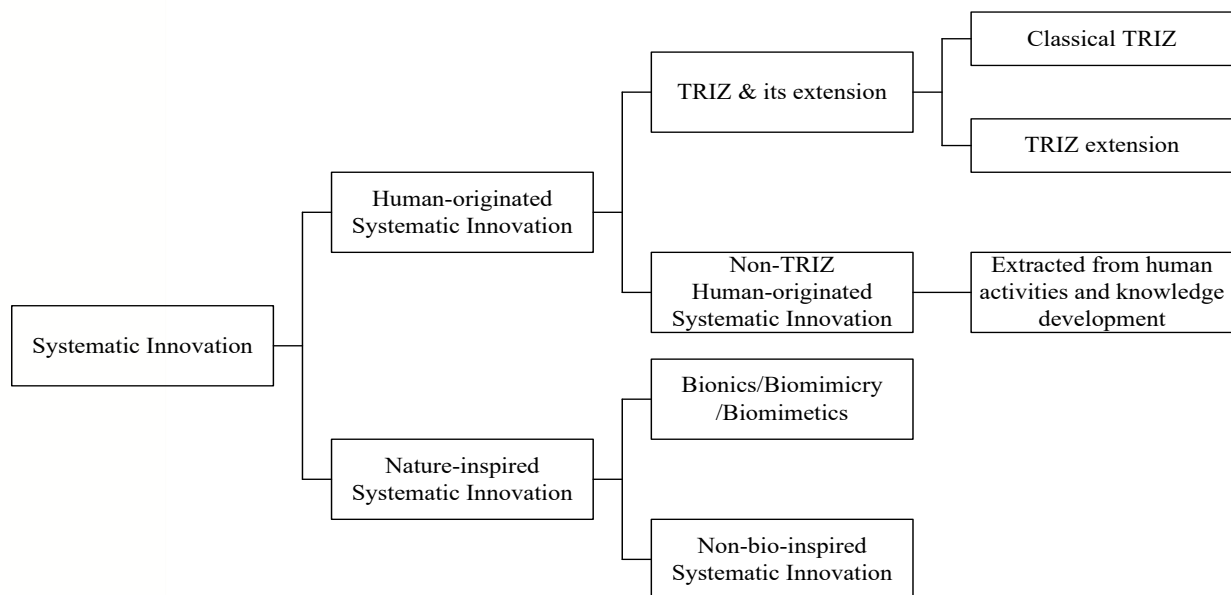 Classical TRIZ
TRIZ & its extension
TRIZ extension
Human-originated
Systematic Innovation
Non-TRIZ
Human-originated
Systematic Innovation
Extracted from human
activities and knowledge
development
Systematic Innovation
Bionics/Biomimicry
/Biomimetics
Nature-inspired
Systematic Innovation
Non-bio-inspired
Systematic Innovation